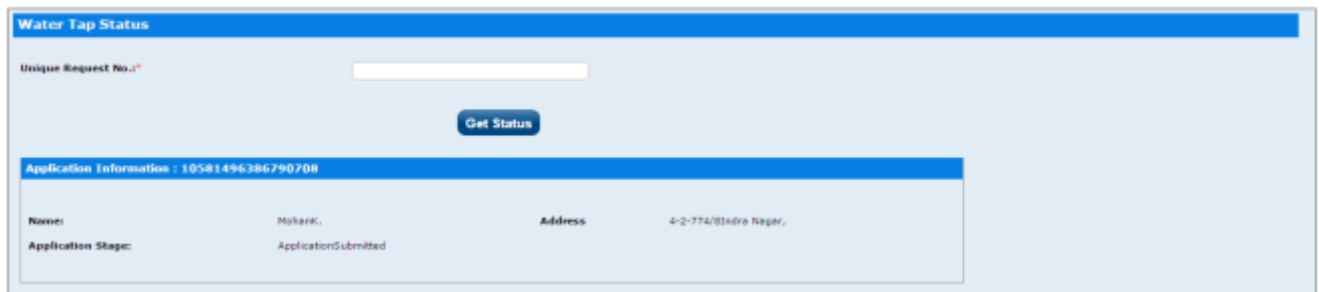 Water Tap Status
Unique Request No.:*
Get Status
Application Information : 10581496386790708
Name: MohanK. Address 4-2-774/8Indra Nagar,
Application Stage: ApplicationSubmitted